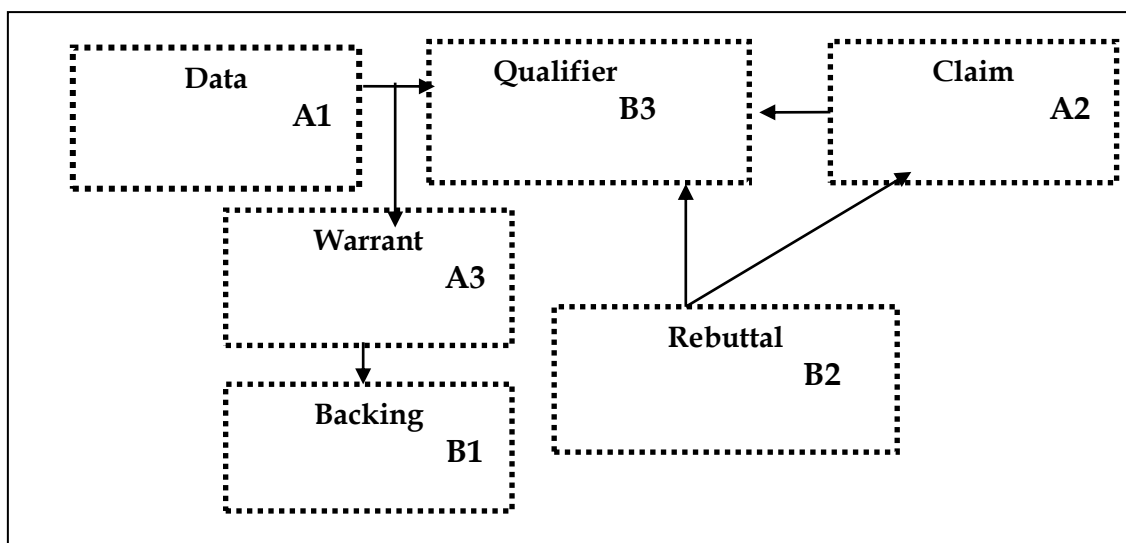 Data
A1
Qualifier
B3
Claim
A2
Warrant
A3
Rebuttal
B2
Backing
B1